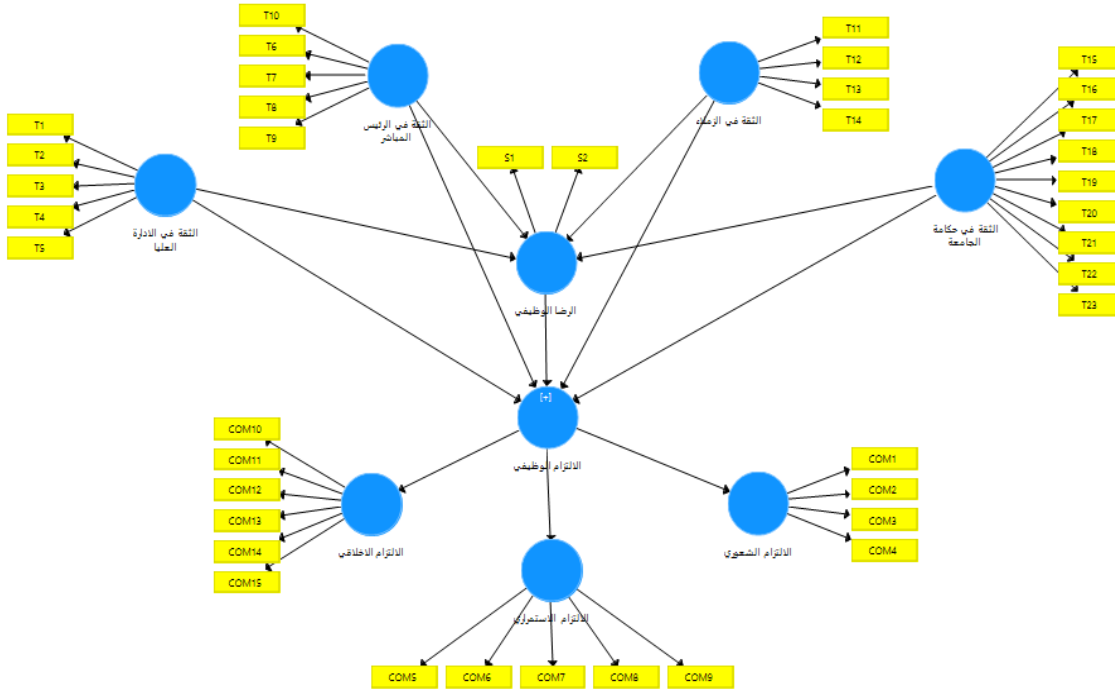 T10
T6
T7
T8
T9
الثقة في الرئيس
المباشر
T11
T12
T13
T14
الثقة في الزملاء
T15
T16
T17
T18
T19
T20
T21
T22
T23
الثقة في حكامة
الجامعة
T1
T2
T3
T4
T5
الثقة في الادارة
العليا
S1
S2
الرضا الوظيفي
[+]
الالتزام الوظيفي
COM10
COM11
COM12
COM13
COM14
COM15
الالتزام الاخلاقي
COM1
COM2
COM3
COM4
الالتزام الشعوري
الالتزام الاستمراري
COM5
COM6
COM7
COM8
COM9